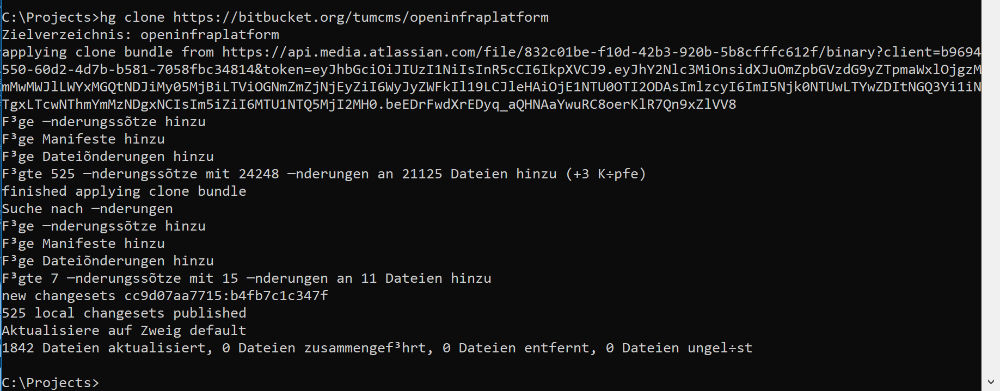 C:\Projects>hg clone https://bitbucket.org/tumcms/openinfraplatform
Zielverzeichnis: openinfraplatform
applying clone bundle from https://api.media.atlassian.com/file/832c01be-f10d-42b3-920b-5b8cfffc612f/binary?client=b9694
550-60d2-4d7b-b581-7058fbc34814&token=eyJhbGciOiJIUzI1NiIsInR5cCI6IkpXVCJ9.eyJhY2Nlc3MiOnsidXJuOmZpbGVzdG9yZTpmaWxlOjgzM
mMwMWJlLWYxMGQtNDJiMy05MjBiLTViOGNmZmZjNjEyZiI6WyJyZWFkIl19LCJleHAiOjE1NTU0OTI2ODAsImlzcyI6ImI5Njk0NTUwLTYwZDItNGQ3Yi1iN
TgxLTcwNThmYmMzNDgxNCIsIm5iZiI6MTU1NTQ5MjI2MH0.beEDrFwdXrEDyq_aQHNAaYwuRC8oerKlR7Qn9xZlVV8
F³ge —nderungssõtze hinzu
F³ge Manifeste hinzu
F³ge Dateiõnderungen hinzu
F³gte 525 —nderungssõtze mit 24248 —nderungen an 21125 Dateien hinzu (+3 K÷pfe)
finished applying clone bundle
Suche nach —nderungen
F³ge —nderungssõtze hinzu
F³ge Manifeste hinzu
F³ge Dateiõnderungen hinzu
F³gte 7 —nderungssõtze mit 15 —nderungen an 11 Dateien hinzu
new changesets cc9d07aa7715:b4fb7c1c347f
525 local changesets published
Aktualisiere auf Zweig default
1842 Dateien aktualisiert, 0 Dateien zusammengef³hrt, 0 Dateien entfernt, 0 Dateien ungel÷st
C:\Projects>